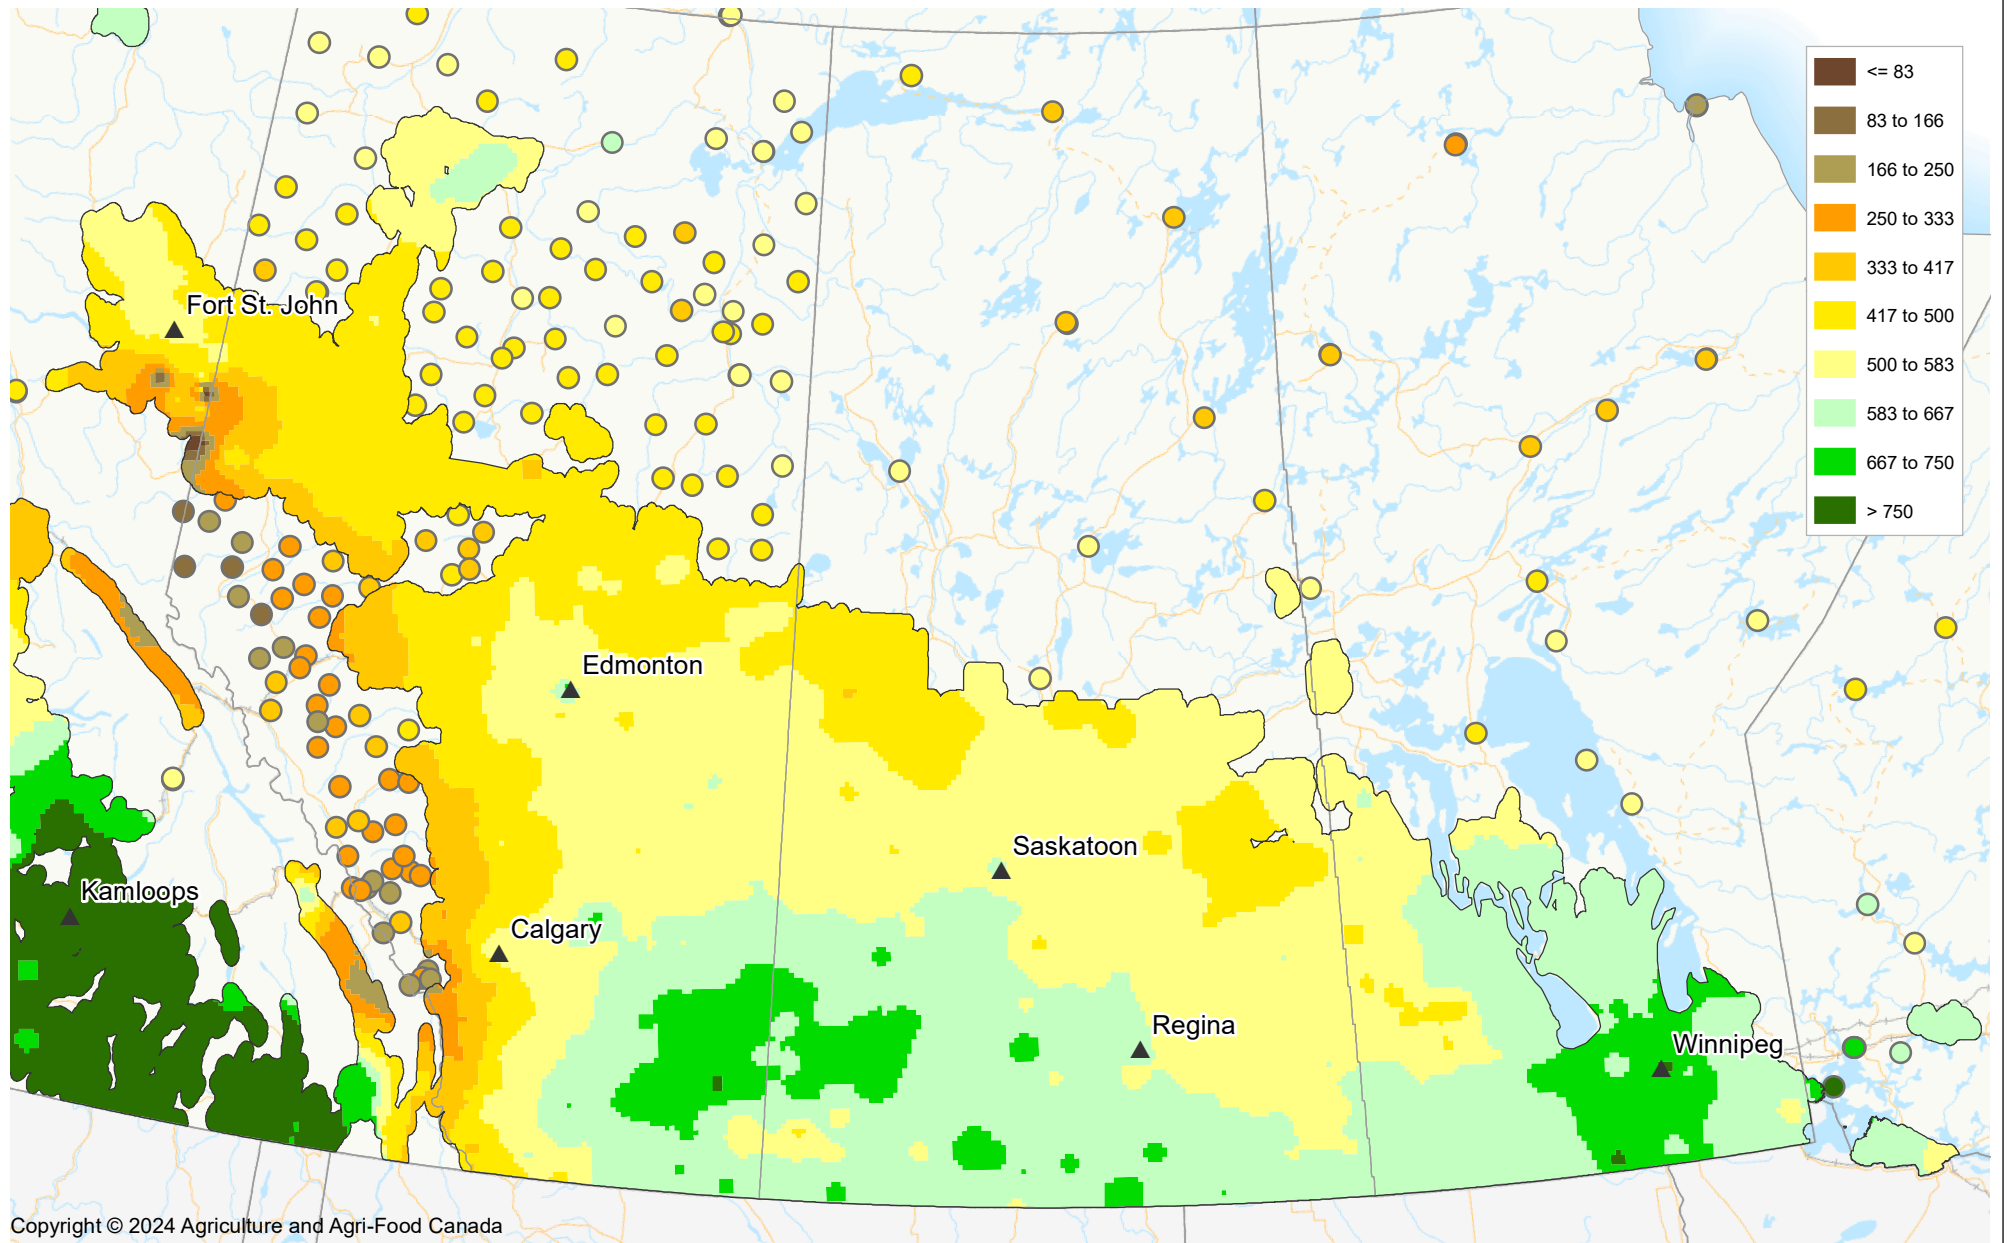 <= 83
83 to 166
166 to 250
250 to 333
333 to 417
417 to 500
500 to 583
583 to 667
667 to 750
> 750
Fort St. John
Edmonton
Saskatoon
Kamloops
Calgary
Regina
Winnipeg
Copyright © 2024 Agriculture and Agri-Food Canada